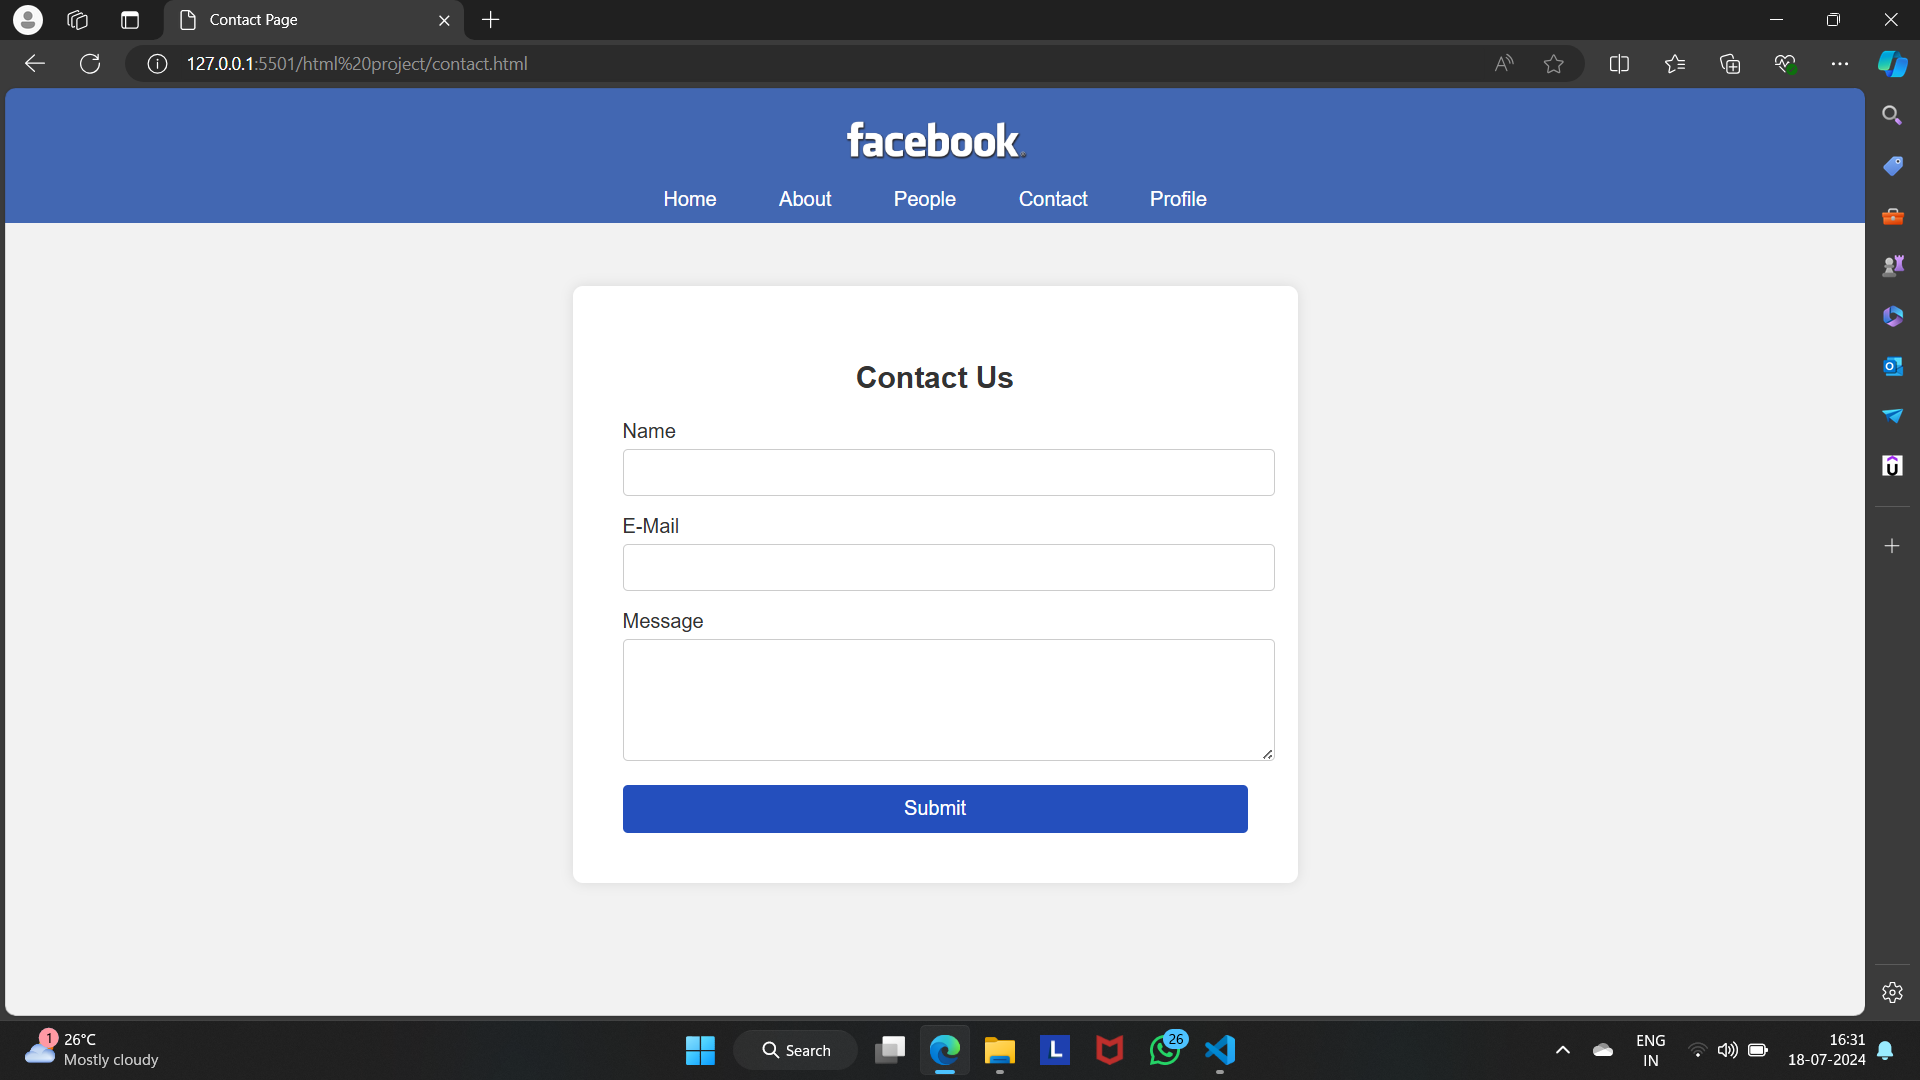 Contact Page
127.0.0.1:5501/html%20project/contact.html
facebook
Home About People Contact Profile
Contact Us
Name
E-Mail
Message
Submit
1
26°C
Mostly cloudy
Search
L
26
ENG
IN
16:31
18-07-2024